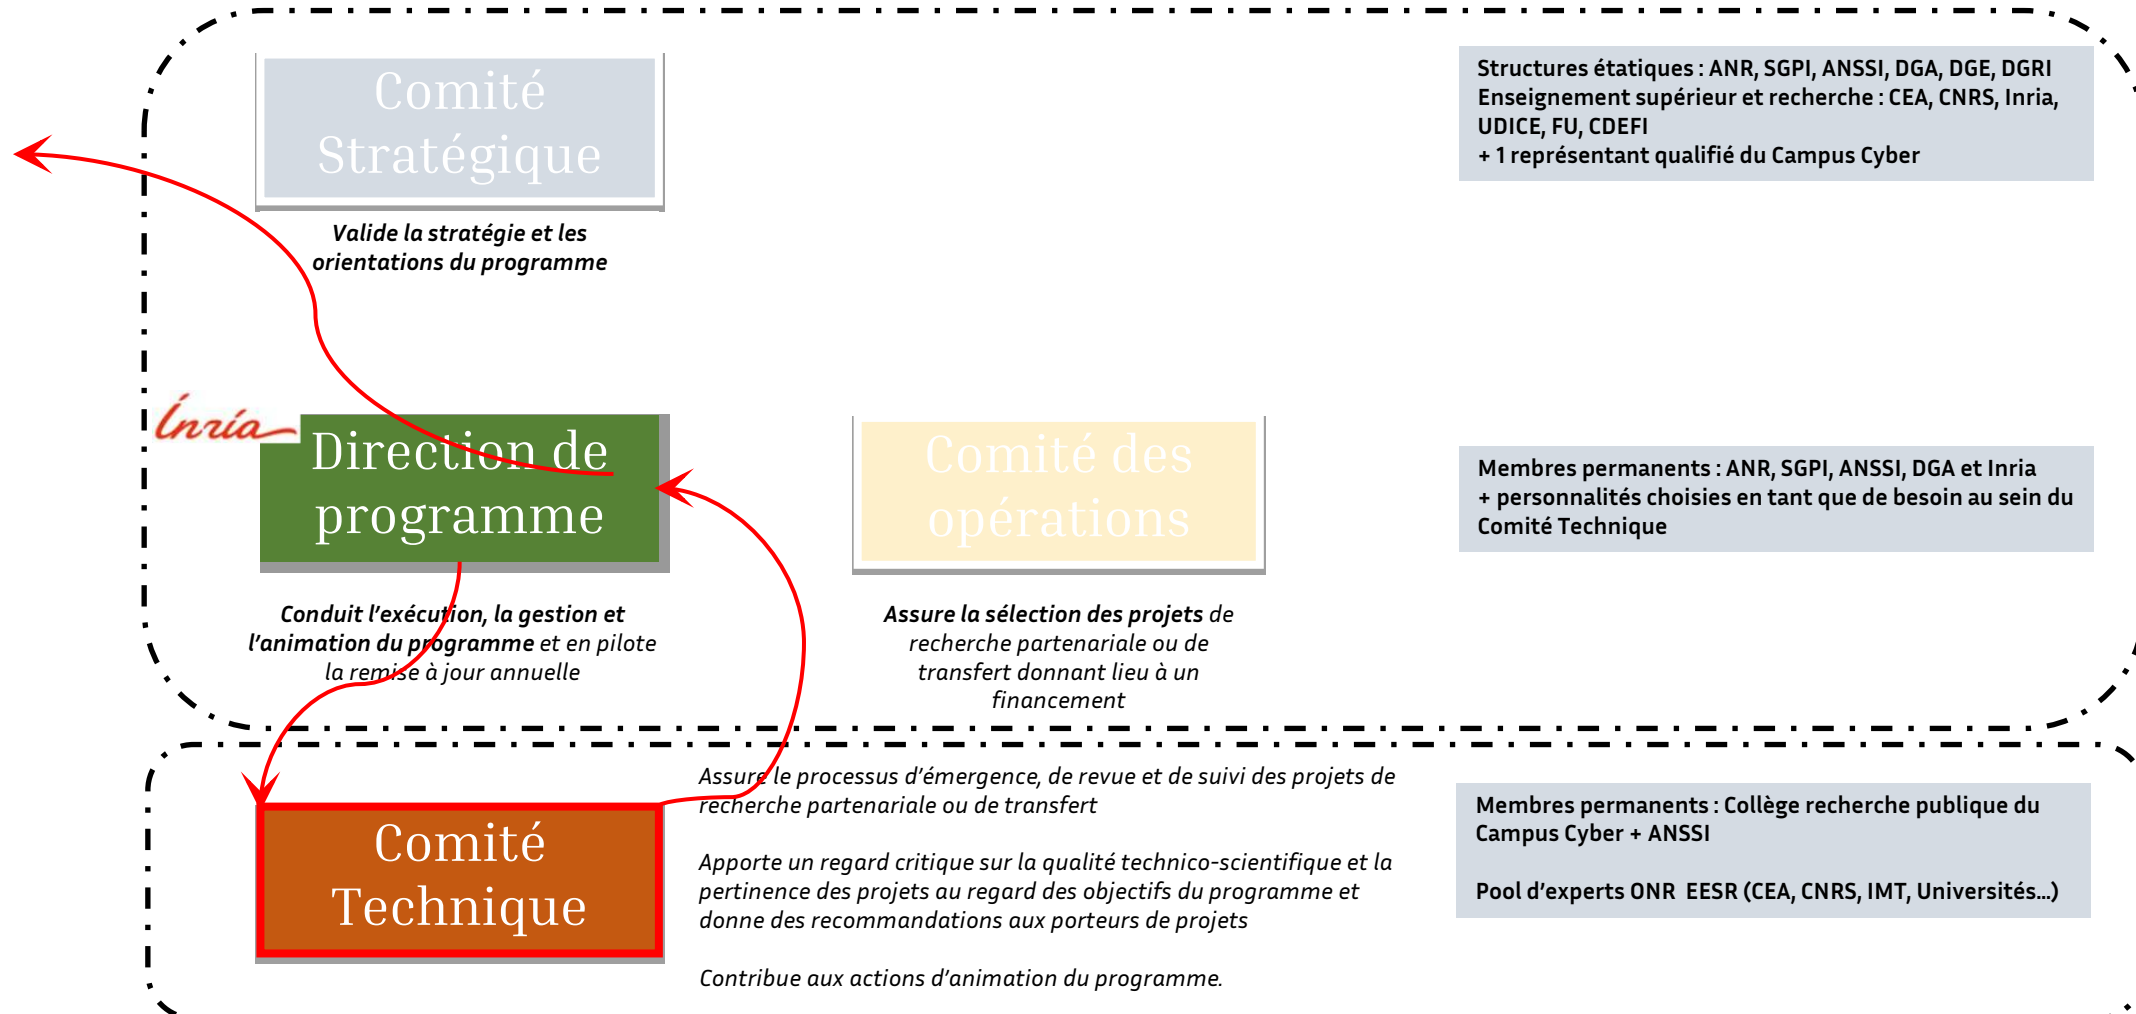 Comité
Stratégique
Valide la stratégie et les
orientations du programme
Structures étatiques : ANR, SGPI, ANSSI, DGA, DGE, DGRI
Enseignement supérieur et recherche : CEA, CNRS, Inria,
UDICE, FU, CDEFI
+ 1 représentant qualifié du Campus Cyber
Inria
Direction de
programme
Conduit l’exécution, la gestion et
l’animation du programme et en pilote
la remise à jour annuelle
Comité des
opérations
Assure la sélection des projets de
recherche partenariale ou de
transfert donnant lieu à un
financement
Membres permanents : ANR, SGPI, ANSSI, DGA et Inria
+ personnalités choisies en tant que de besoin au sein du
Comité Technique
Comité
Technique
Assure le processus d’émergence, de revue et de suivi des projets de
recherche partenariale ou de transfert
Apporte un regard critique sur la qualité technico-scientifique et la
pertinence des projets au regard des objectifs du programme et
donne des recommandations aux porteurs de projets
Contribue aux actions d’animation du programme.
Membres permanents : Collège recherche publique du
Campus Cyber + ANSSI
Pool d’experts ONR EESR (CEA, CNRS, IMT, Universités...)